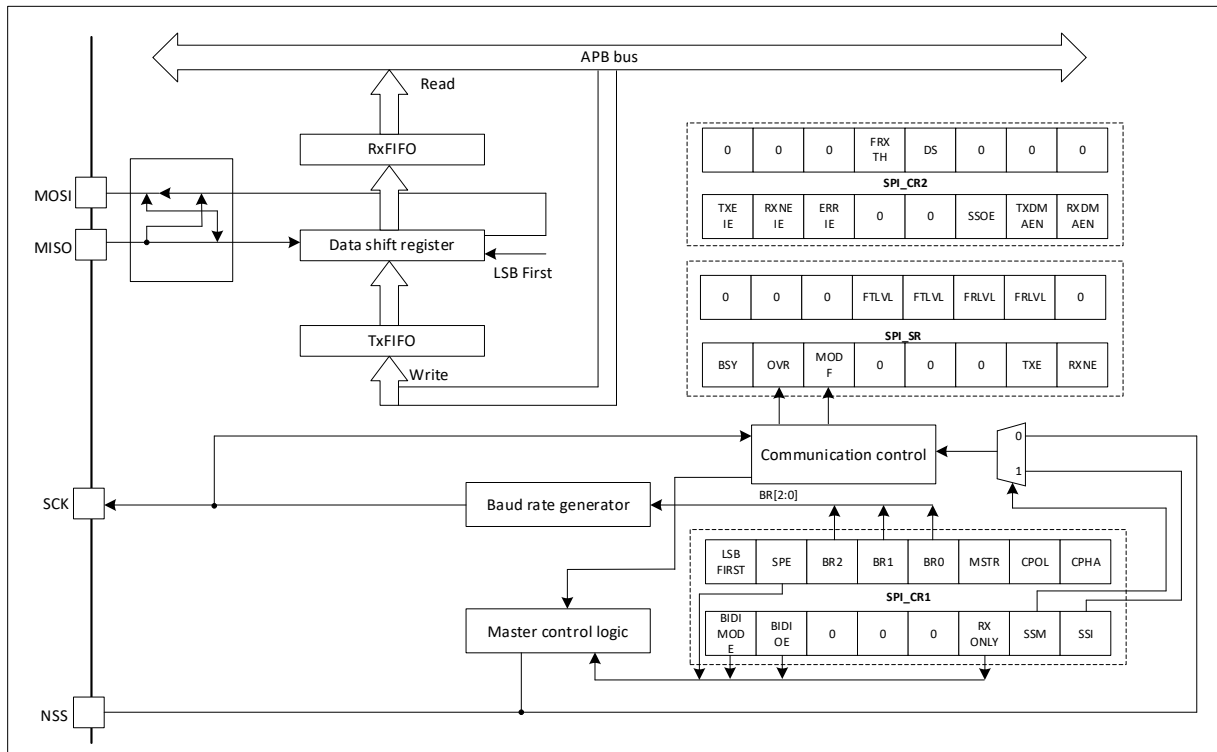 APB bus
Read
RxFIFO
MOSI
MISO
Data shift register
LSB First
TxFIFO
Write
0
0
0
FRX
TH
DS
0
0
0
SPI_CR2
TXE
IE
RXNE
IE
ERR
IE
0
0
SSOE
TXDM
AEN
RXDM
AEN
0
0
0
FTLVL
FTLVL
FRLVL
FRLVL
0
SPI_SR
BSY
OVR
MOD
F
0
0
0
TXE
RXNE
Communication control
0
1
SCK
Baud rate generator
BR[2:0]
LSB
FIRST
SPE
BR2
BR1
BR0
MSTR
CPOL
CPHA
SPI_CR1
Master control logic
BIDI
MOD
E
BIDI
OE
0
0
0
RX
ONLY
SSM
SSI
NSS